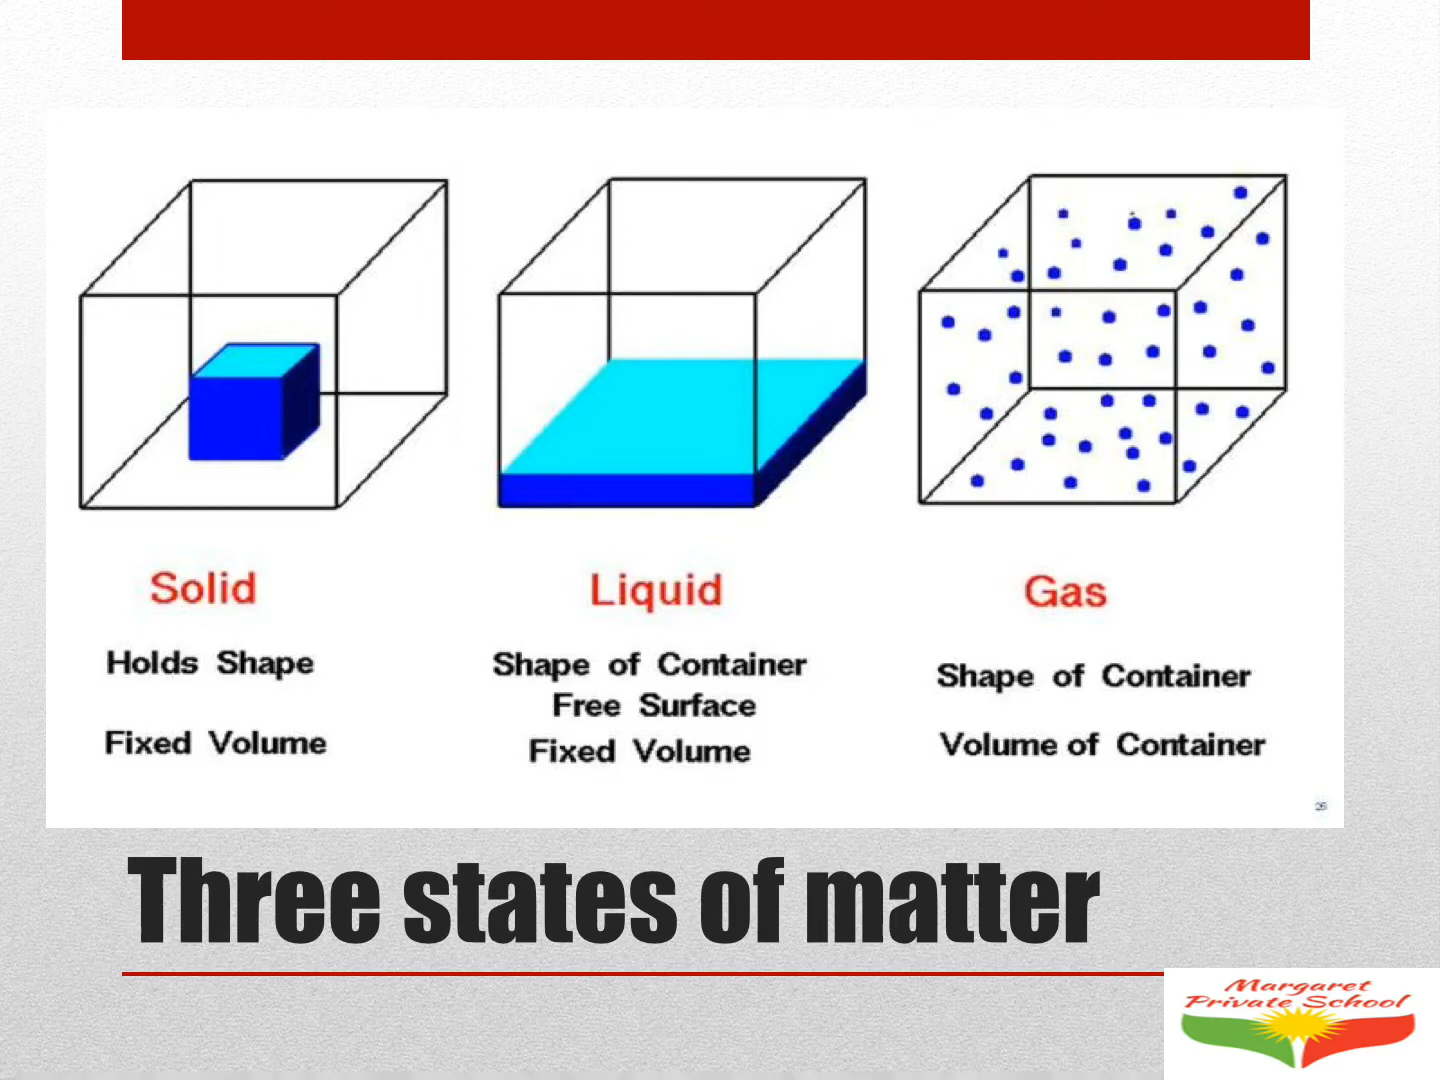 Solid
Holds Shape
Fixed Volume
Liquid
Shape of Container
Free Surface
Fixed Volume
Gas
Shape of Container
Volume of Container
26
Three states of matter
Margaret
Private School